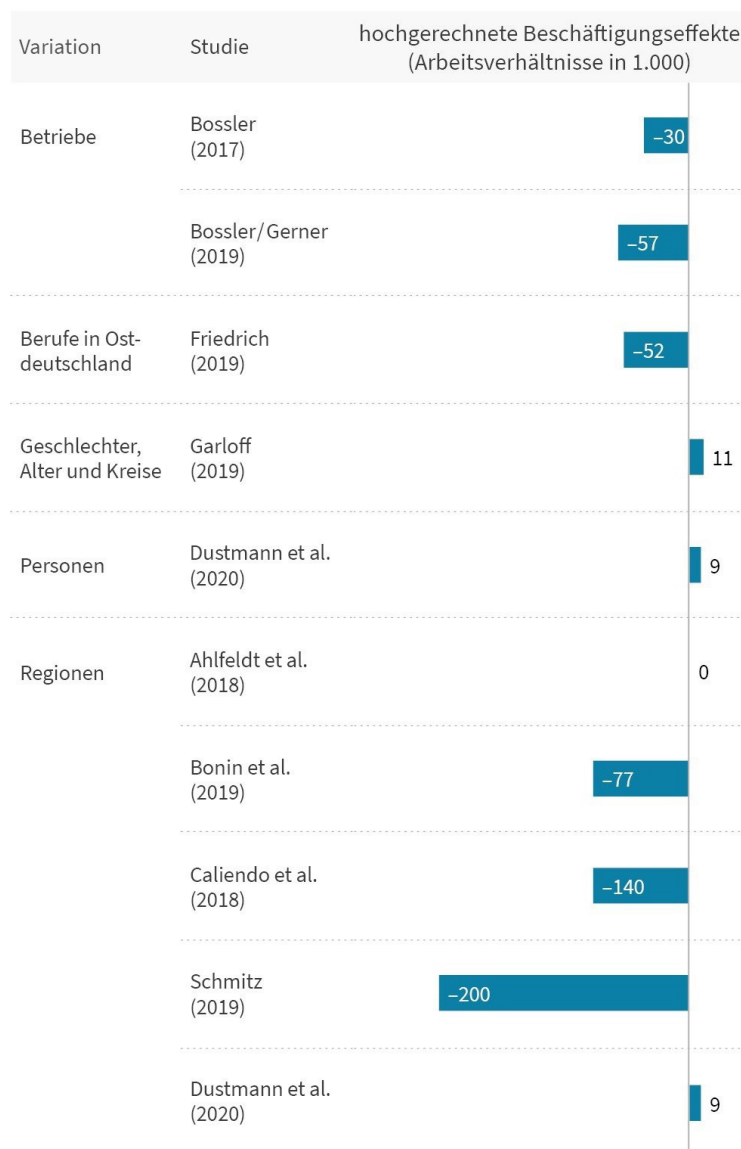 Variation
Studie
hochgerechnete Beschäftigungseffekte
(Arbeitsverhältnisse in 1.000)
Betriebe
Bossler
(2017)
–30
Bossler/Gerner
(2019)
–57
Berufe in Ost-
deutschland
Friedrich
(2019)
–52
Geschlechter,
Alter und Kreise
Garloff
(2019)
11
Personen
Dustmann et al.
(2020)
9
Regionen
Ahlfeldt et al.
(2018)
0
Bonin et al.
(2019)
–77
Caliendo et al.
(2018)
–140
Schmitz
(2019)
–200
Dustmann et al.
(2020)
9